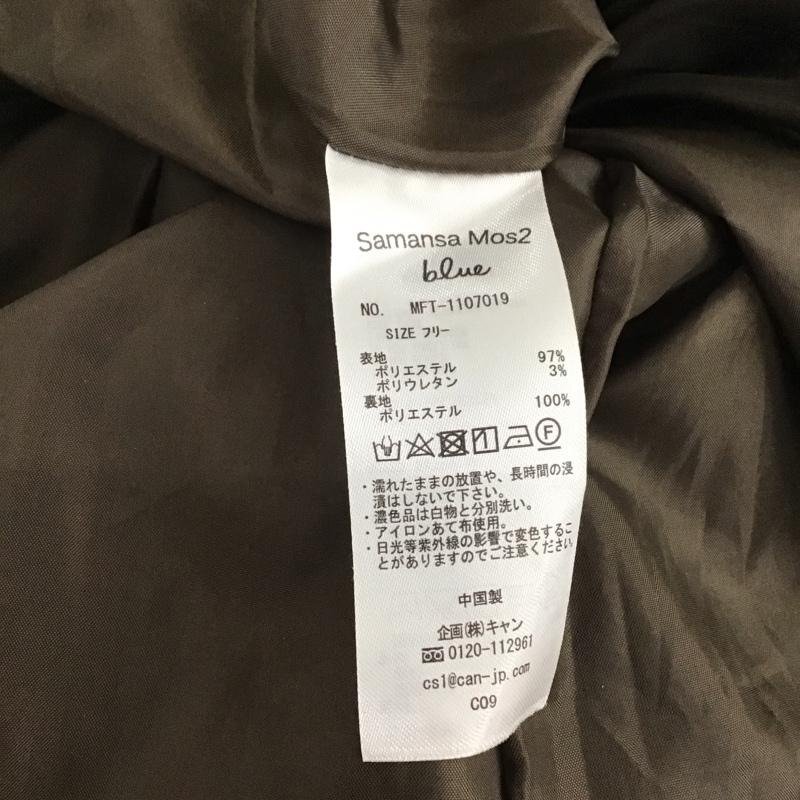 Samansa Mos2
blue
NO. MFT-1107019
SIZE フリー
表地
ポリエステル 97%
ポリウレタン 3%
裏地
ポリエステル 100%
・濡れたままの放置や、長時間の浸
漬はしないで下さい。
・濃色品は白物と分別洗い。
・アイロンあて布使用。
・日光等紫外線の影響で変色するこ
とがありますのでご注意ください
中国製
企画(株)キャン
0120-112961
cs1@can-jp.com
C09